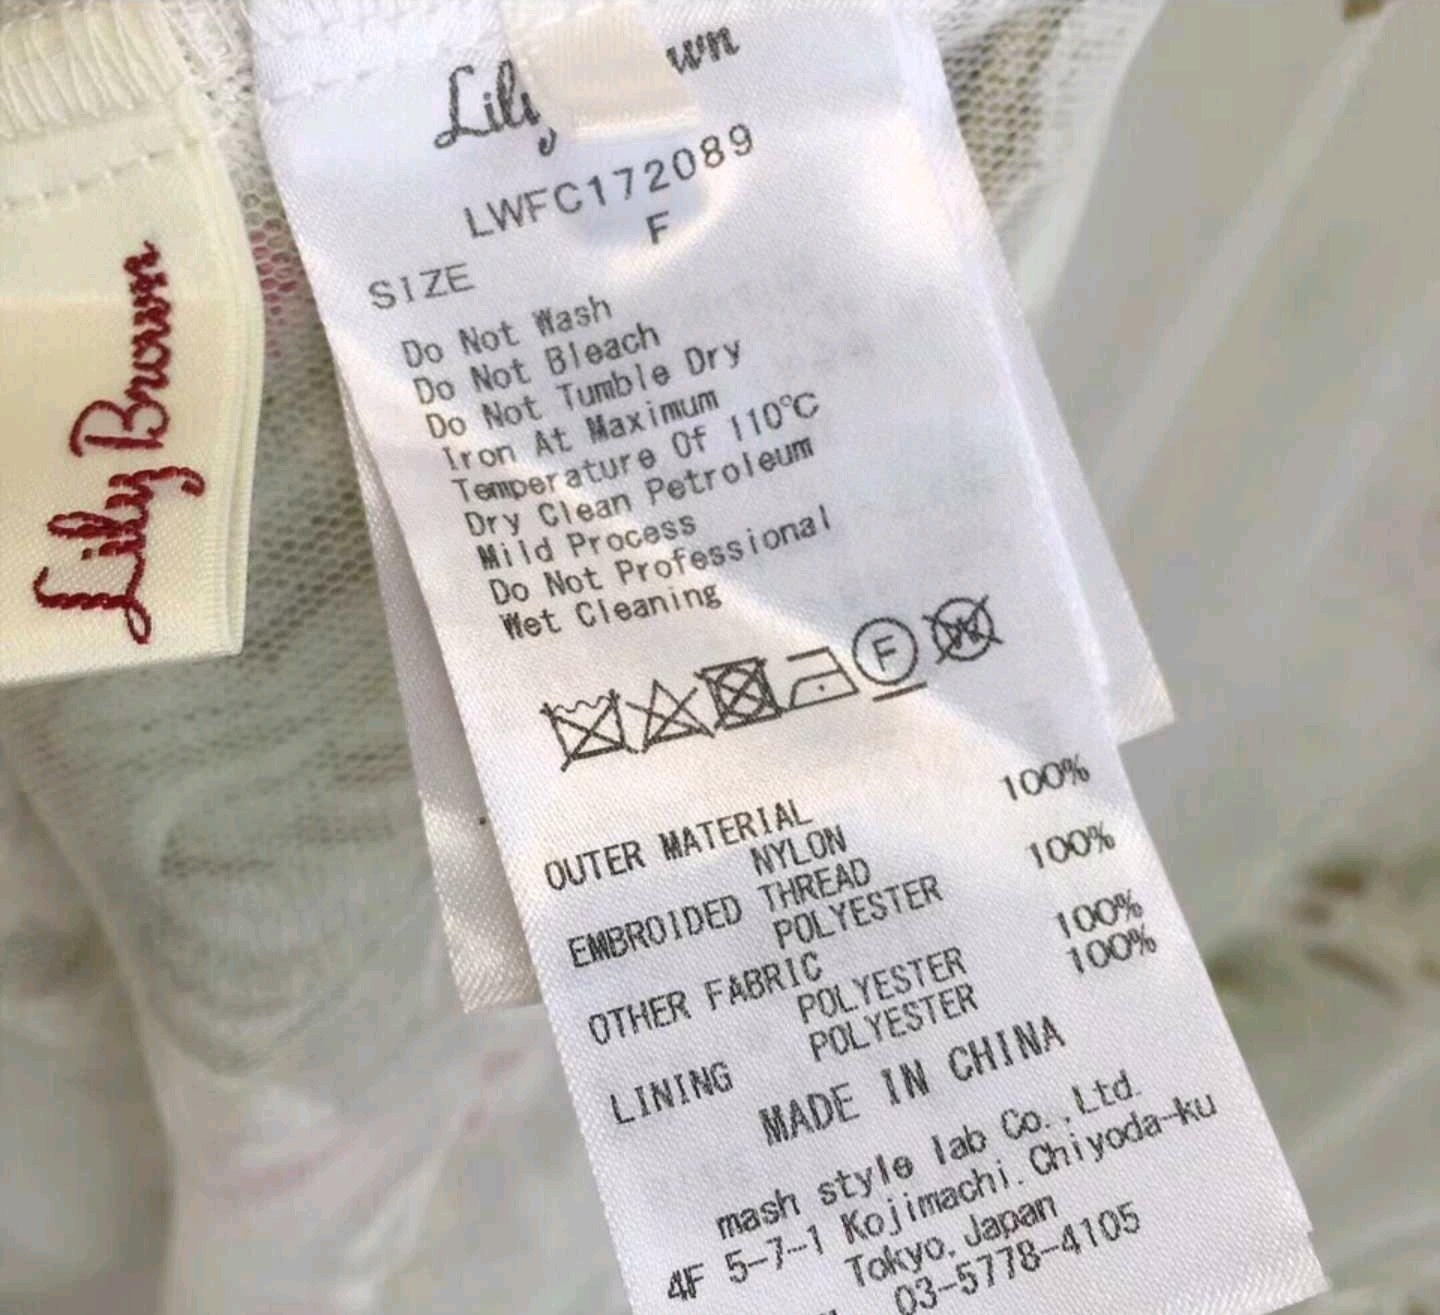 Lily Brown
Lily wn
LWFC172089
SIZE F
Do Not Wash
Do Not Bleach
Do Not Tumble Dry
Iron At Maximum
Temperature Of 110℃
Dry Clean Petroleum
Mild Process
Do Not Professional
Wet Cleaning
F W
OUTER MATERIAL
NYLON 100%
EMBROIDED THREAD
POLYESTER 100%
OTHER FABRIC
POLYESTER 100%
LINING POLYESTER 100%
MADE IN CHINA
mash style lab Co.,Ltd.
4F 5-7-1 Kojimachi. Chiyoda-ku
Tokyo. Japan
03-5778-4105